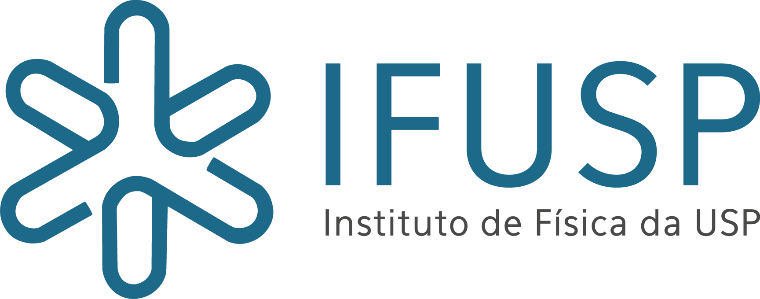 IFUSP
Instituto de Física da USP